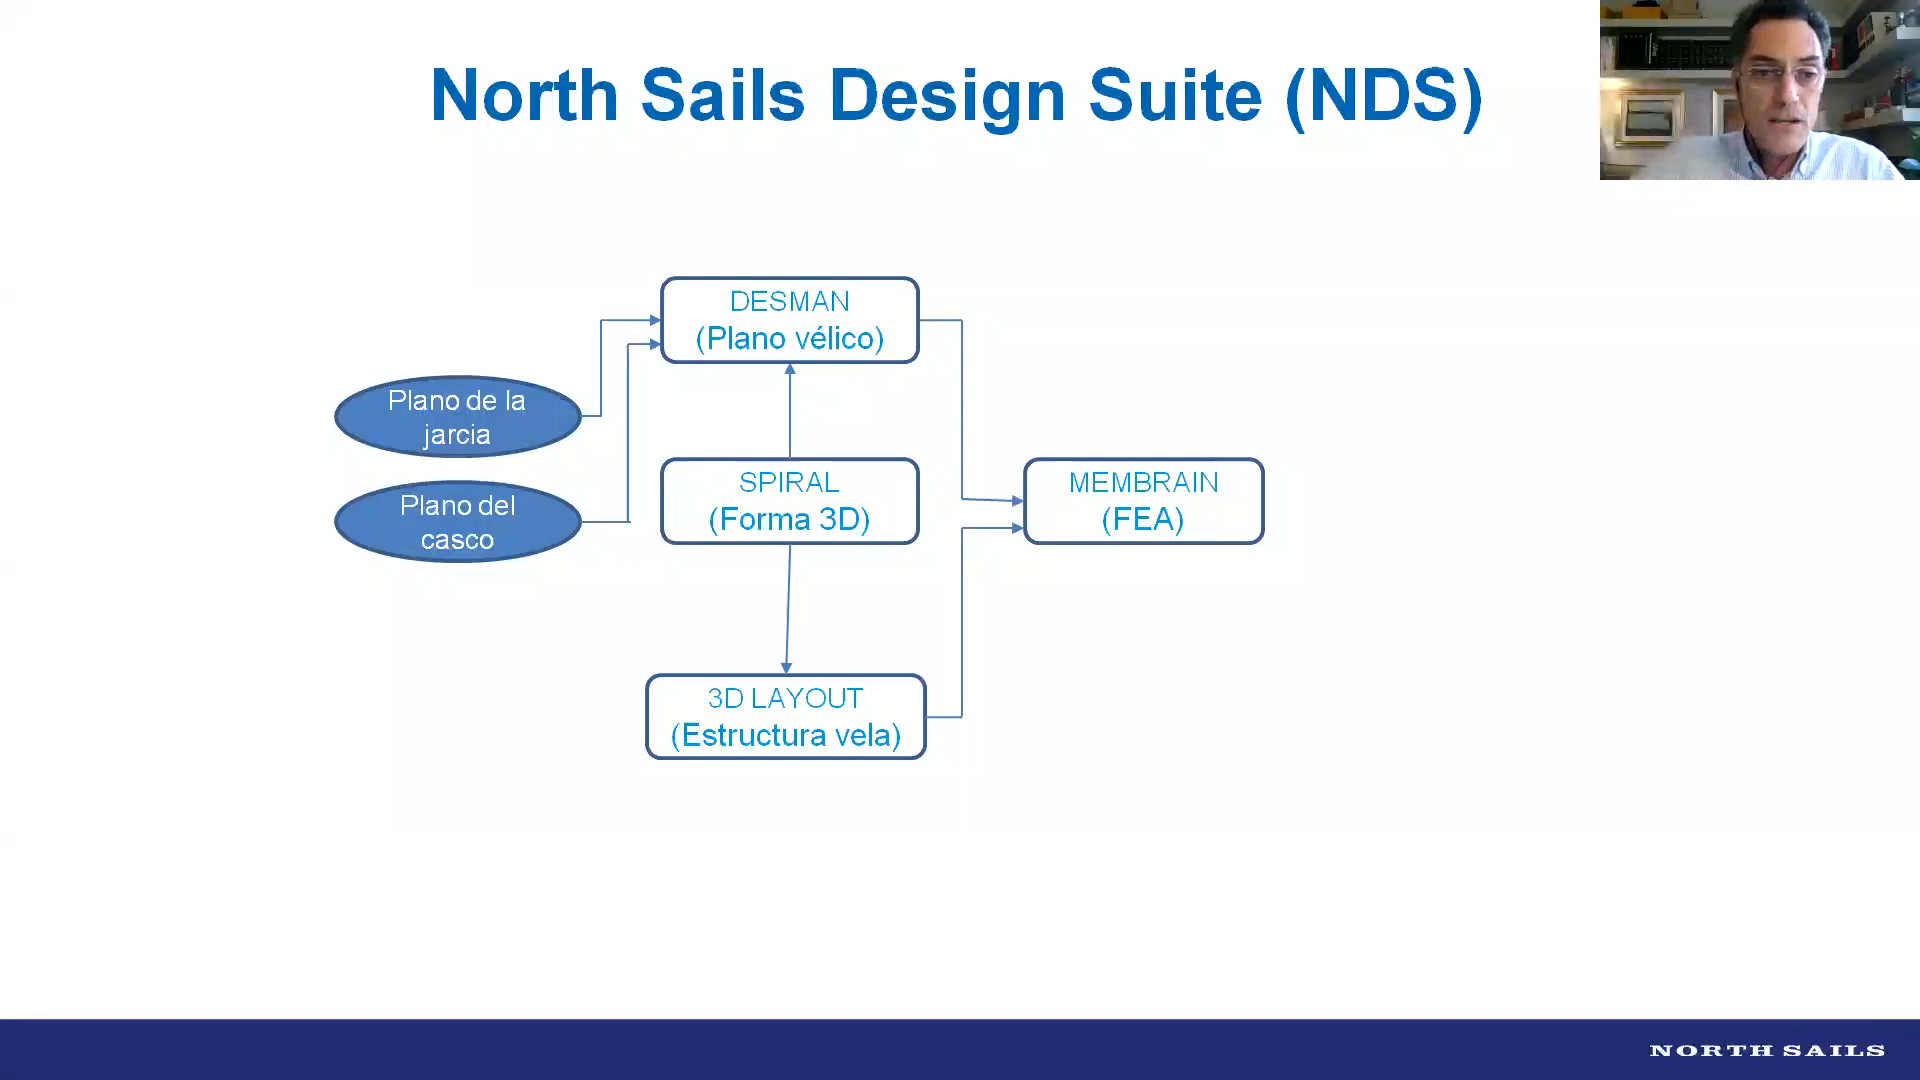 North Sails Design Suite (NDS)
DESMAN
(Plano vélico)
Plano de la
jarcia
Plano del
casco
SPIRAL
(Forma 3D)
MEMBRAIN
(FEA)
3D LAYOUT
(Estructura vela)
NORTH SAILS